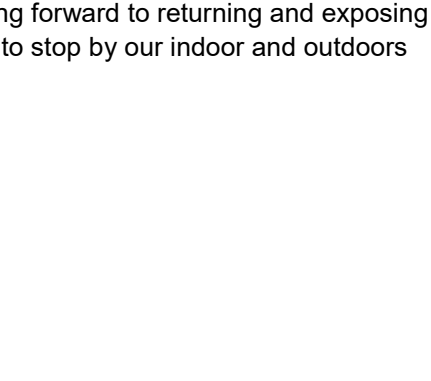 ng forward to returning and exposing
to stop by our indoor and outdoors